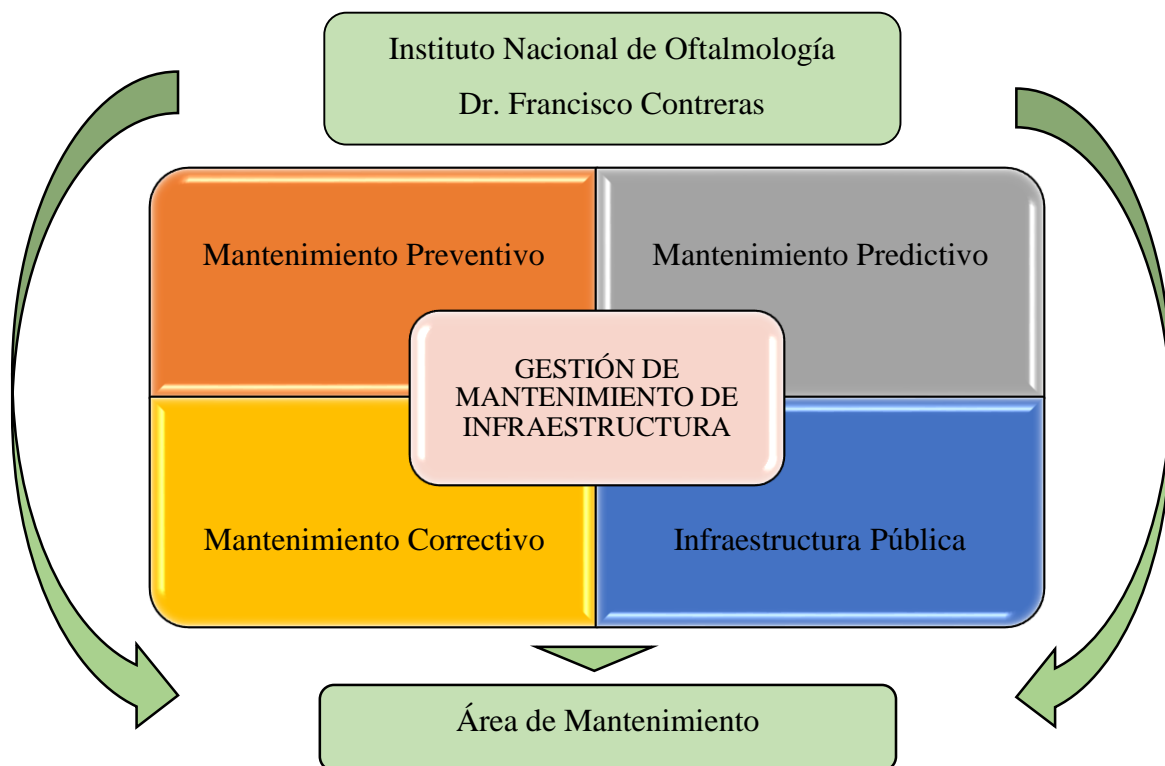 Instituto Nacional de Oftalmología
Dr. Francisco Contreras
Mantenimiento Preventivo
Mantenimiento Predictivo
GESTIÓN DE
MANTENIMIENTO DE
INFRAESTRUCTURA
Mantenimiento Correctivo
Infraestructura Pública
Área de Mantenimiento